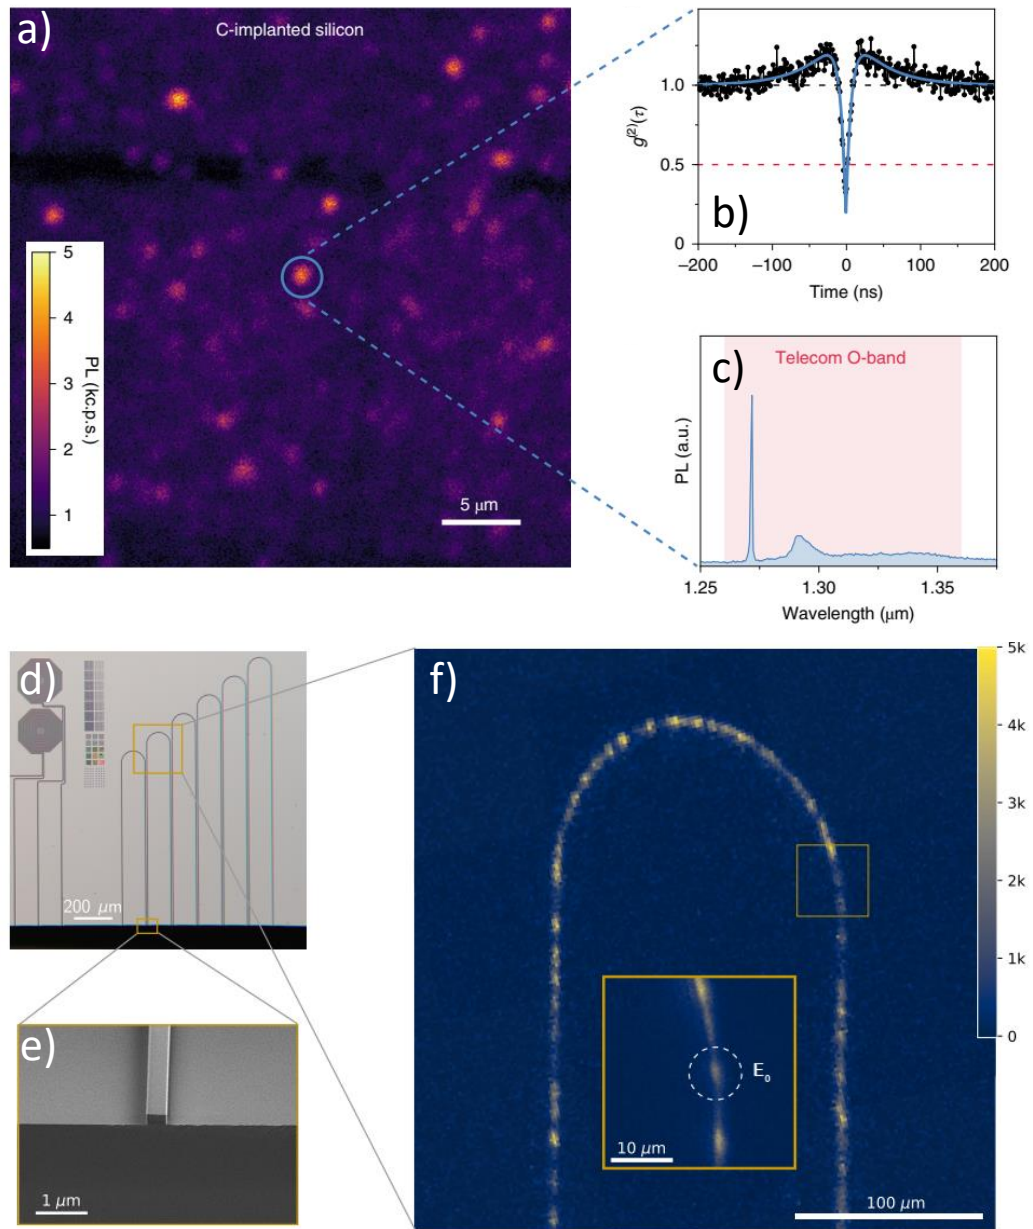 a)
C-implanted silicon
5
4
3
2
1
PL (kc.p.s.)
5 μm
b)
1.0
0.5
0
g⁽²⁾(τ)
−200
−100
0
100
200
Time (ns)
c)
Telecom O-band
PL (a.u.)
1.25
1.30
1.35
Wavelength (μm)
d)
200 μm
e)
1 μm
f)
E₀
10 μm
100 μm
5k
4k
3k
2k
1k
0